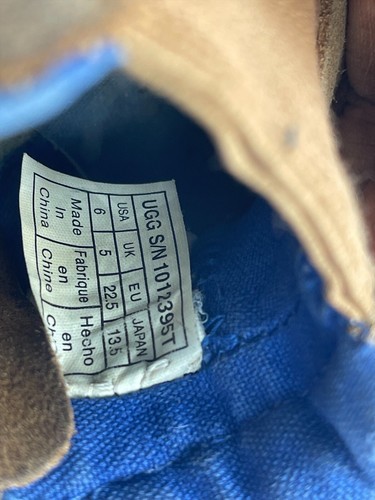 UGG S/N 1012395T
USA UK EU JAPAN
6 5 22.5 13.5
Made Fabrique Hecho
in en en
China Chine